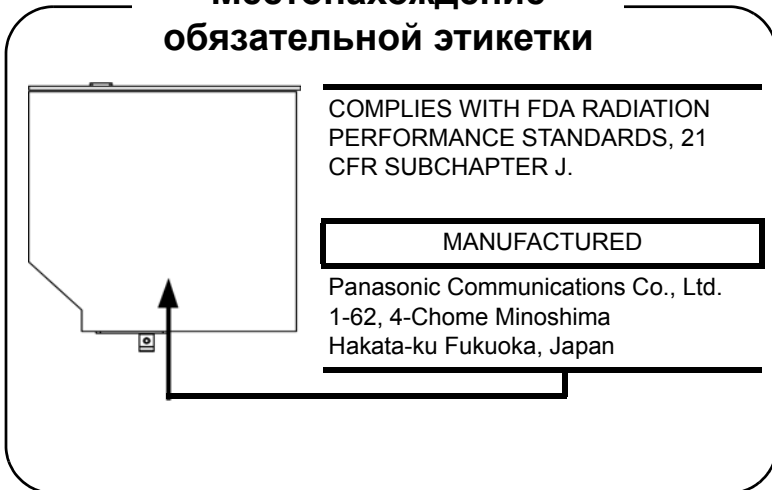 Местонахождение
обязательной этикетки
COMPLIES WITH FDA RADIATION
PERFORMANCE STANDARDS, 21
CFR SUBCHAPTER J.
MANUFACTURED
Panasonic Communications Co., Ltd.
1-62, 4-Chome Minoshima
Hakata-ku Fukuoka, Japan